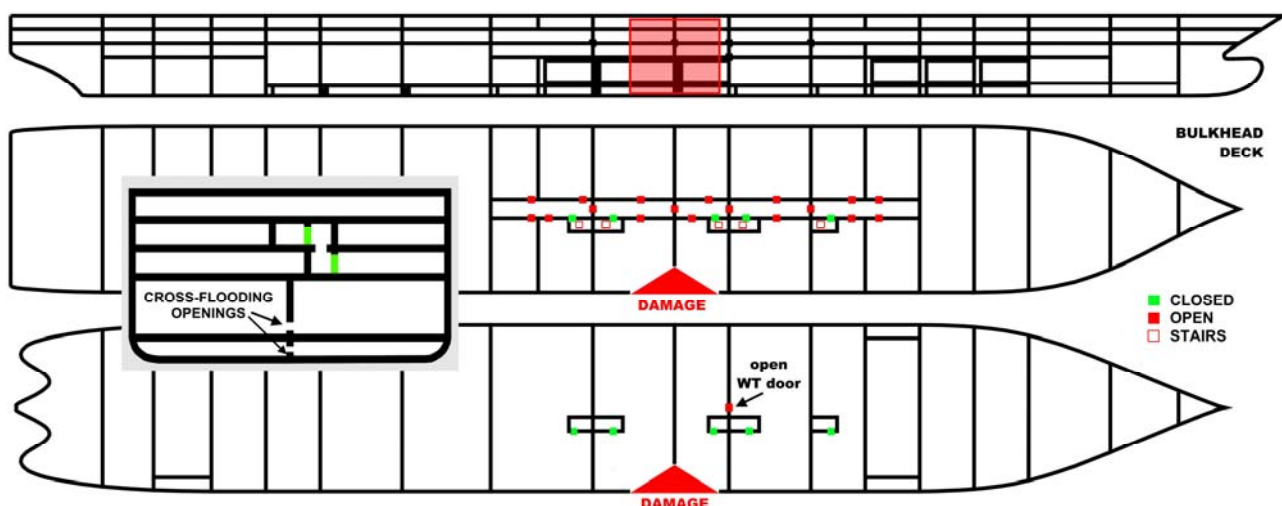 BULKHEAD
DECK
CROSS-FLOODING
OPENINGS
DAMAGE
CLOSED
OPEN
STAIRS
open
WT door
DAMAGE